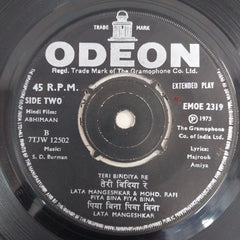 TRADE MARK
ODEON
Regd. Trade Mark of The Gramophone Co. Ltd.
45 R.P.M.
EXTENDED PLAY
SIDE TWO
EMOE 2319
Hindi Film:
ABHIMAAN
℗ 1973
B
7TJW 12502
The Gramophone
Co. of India
Ltd.
Music:
S. D. Burman
Lyrics:
Majrooh
Amiya
TERI BINDIYA RE
तेरी बिंदिया रे
LATA MANGESHKAR & MOHD. RAFI
PIYA BINA PIYA BINA
पिया बिना पिया बिना
LATA MANGESHKAR